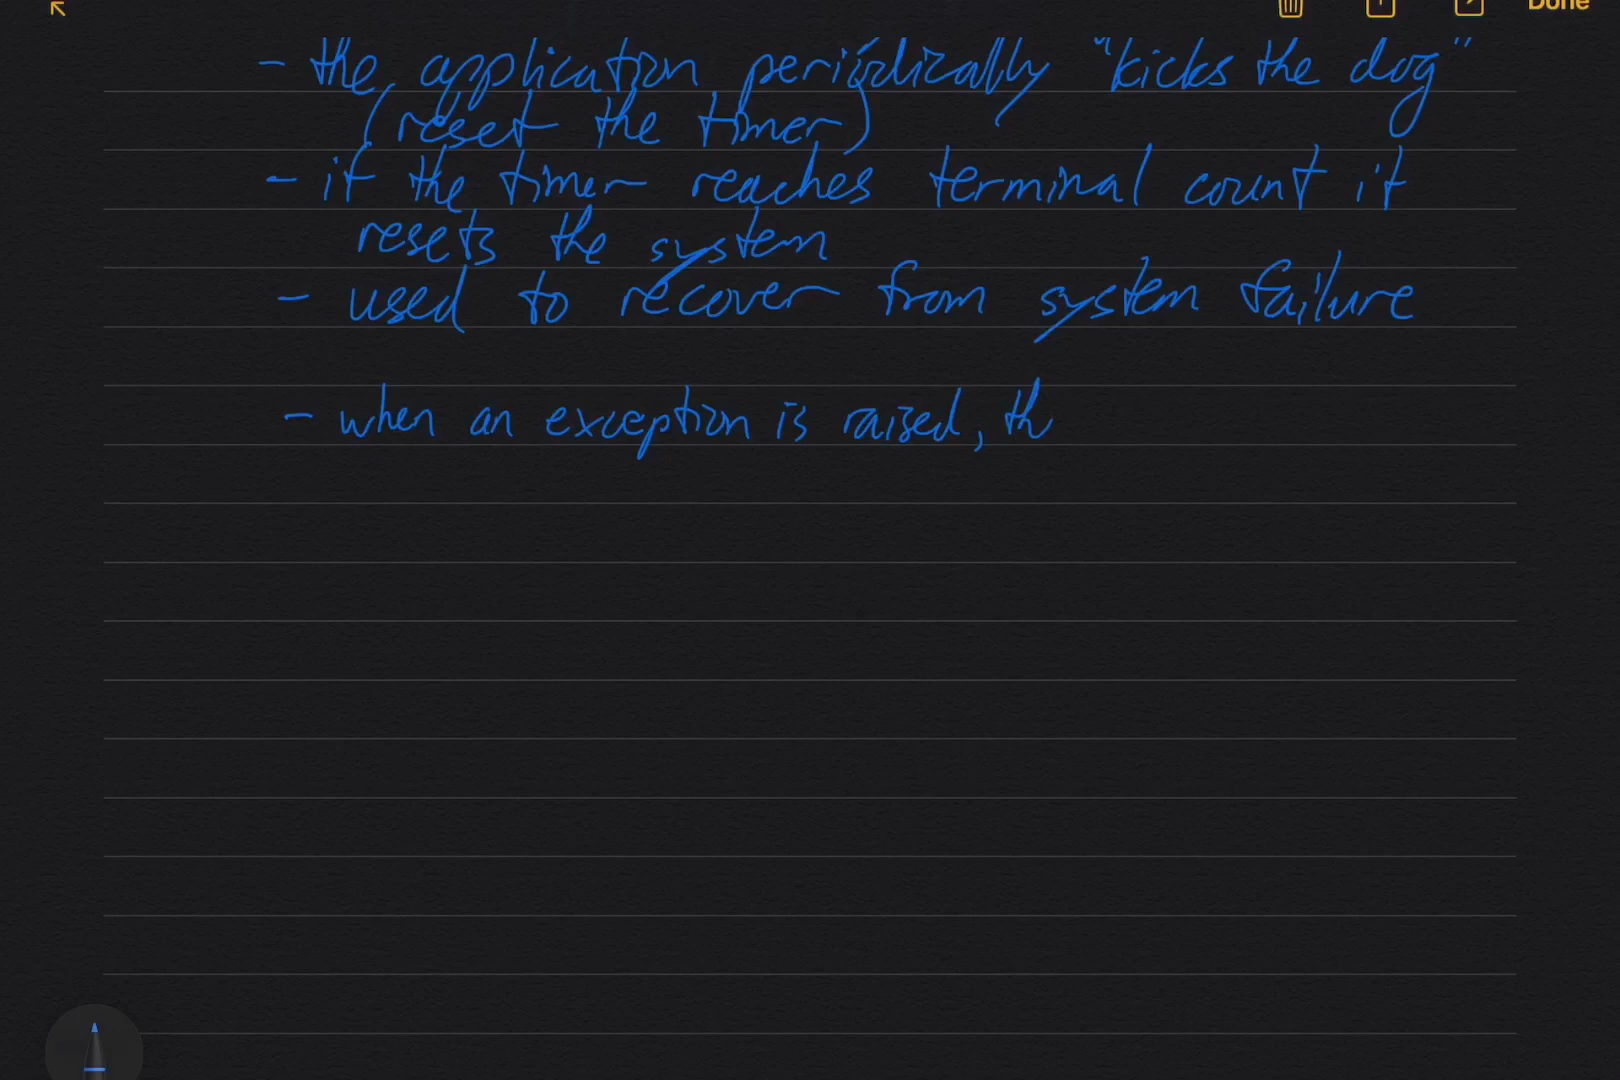 Done
- the application periodically "kicks the dog"
(reset the timer)
- if the timer reaches terminal count it
resets the system
- used to recover from system failure
- when an exception is raised, th